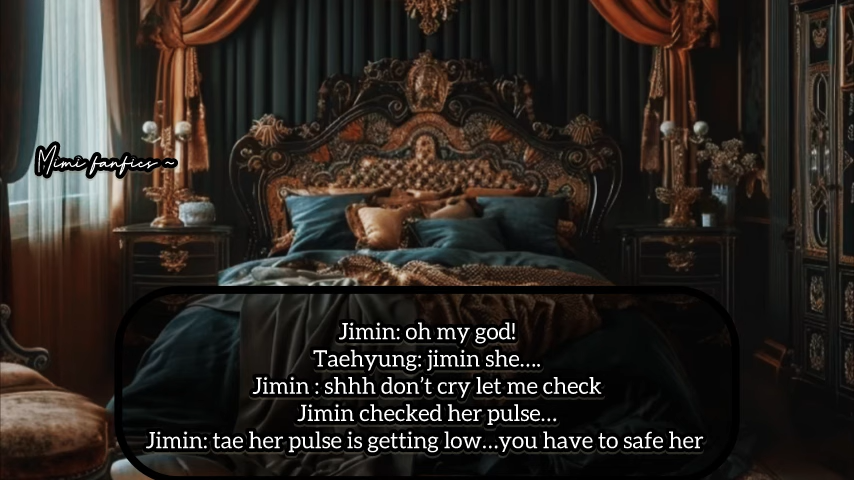 Mimi fanfics ~
Jimin: oh my god!
Taehyung: jimin she....
Jimin : shhh don't cry let me check
Jimin checked her pulse...
Jimin: tae her pulse is getting low...you have to safe her